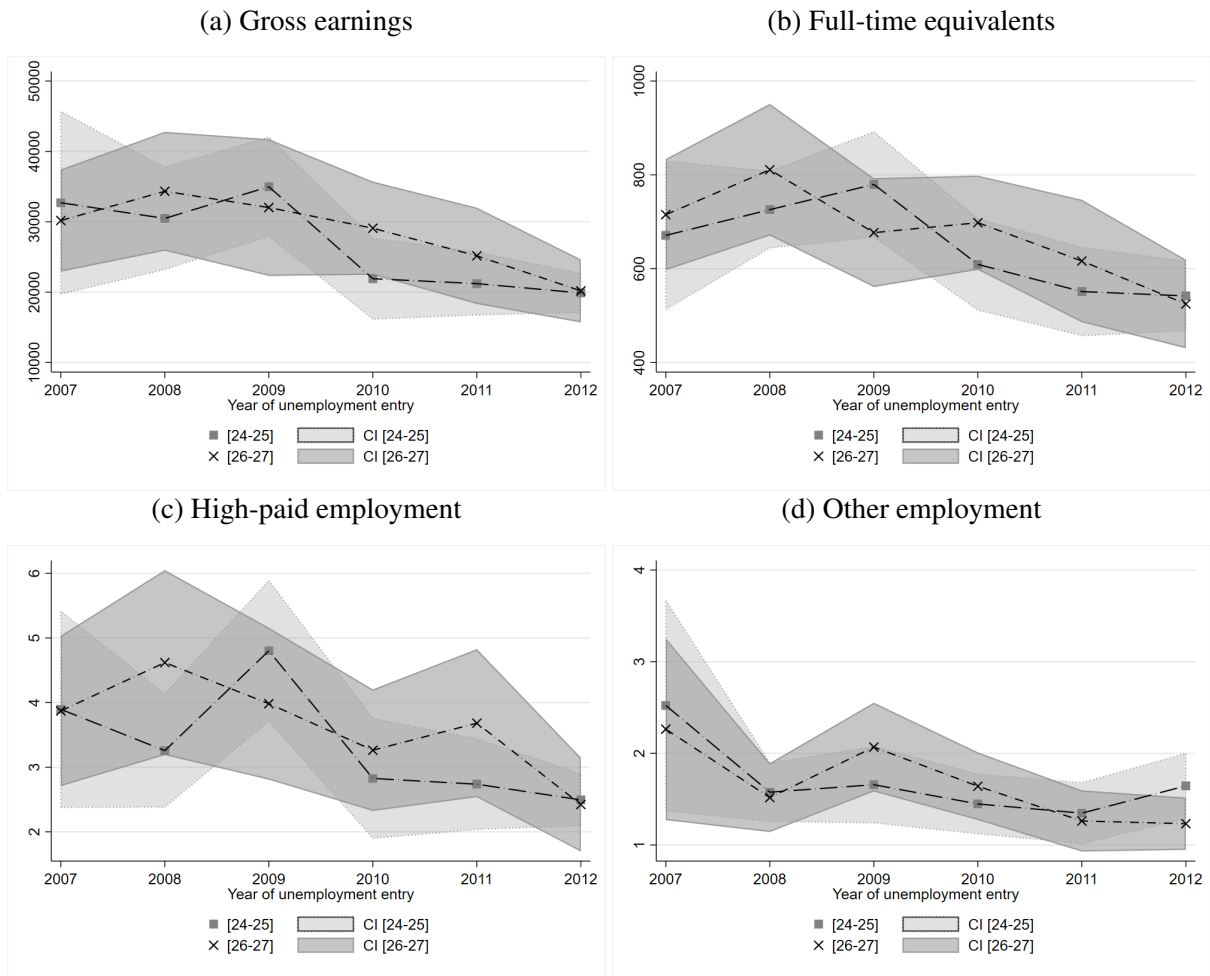 (a) Gross earnings
50000
40000
30000
20000
10000
2007 2008 2009 2010 2011 2012
Year of unemployment entry
[24-25] CI [24-25]
[26-27] CI [26-27]
(b) Full-time equivalents
1000
800
600
400
2007 2008 2009 2010 2011 2012
Year of unemployment entry
[24-25] CI [24-25]
[26-27] CI [26-27]
(c) High-paid employment
6
5
4
3
2
2007 2008 2009 2010 2011 2012
Year of unemployment entry
[24-25] CI [24-25]
[26-27] CI [26-27]
(d) Other employment
4
3
2
1
2007 2008 2009 2010 2011 2012
Year of unemployment entry
[24-25] CI [24-25]
[26-27] CI [26-27]